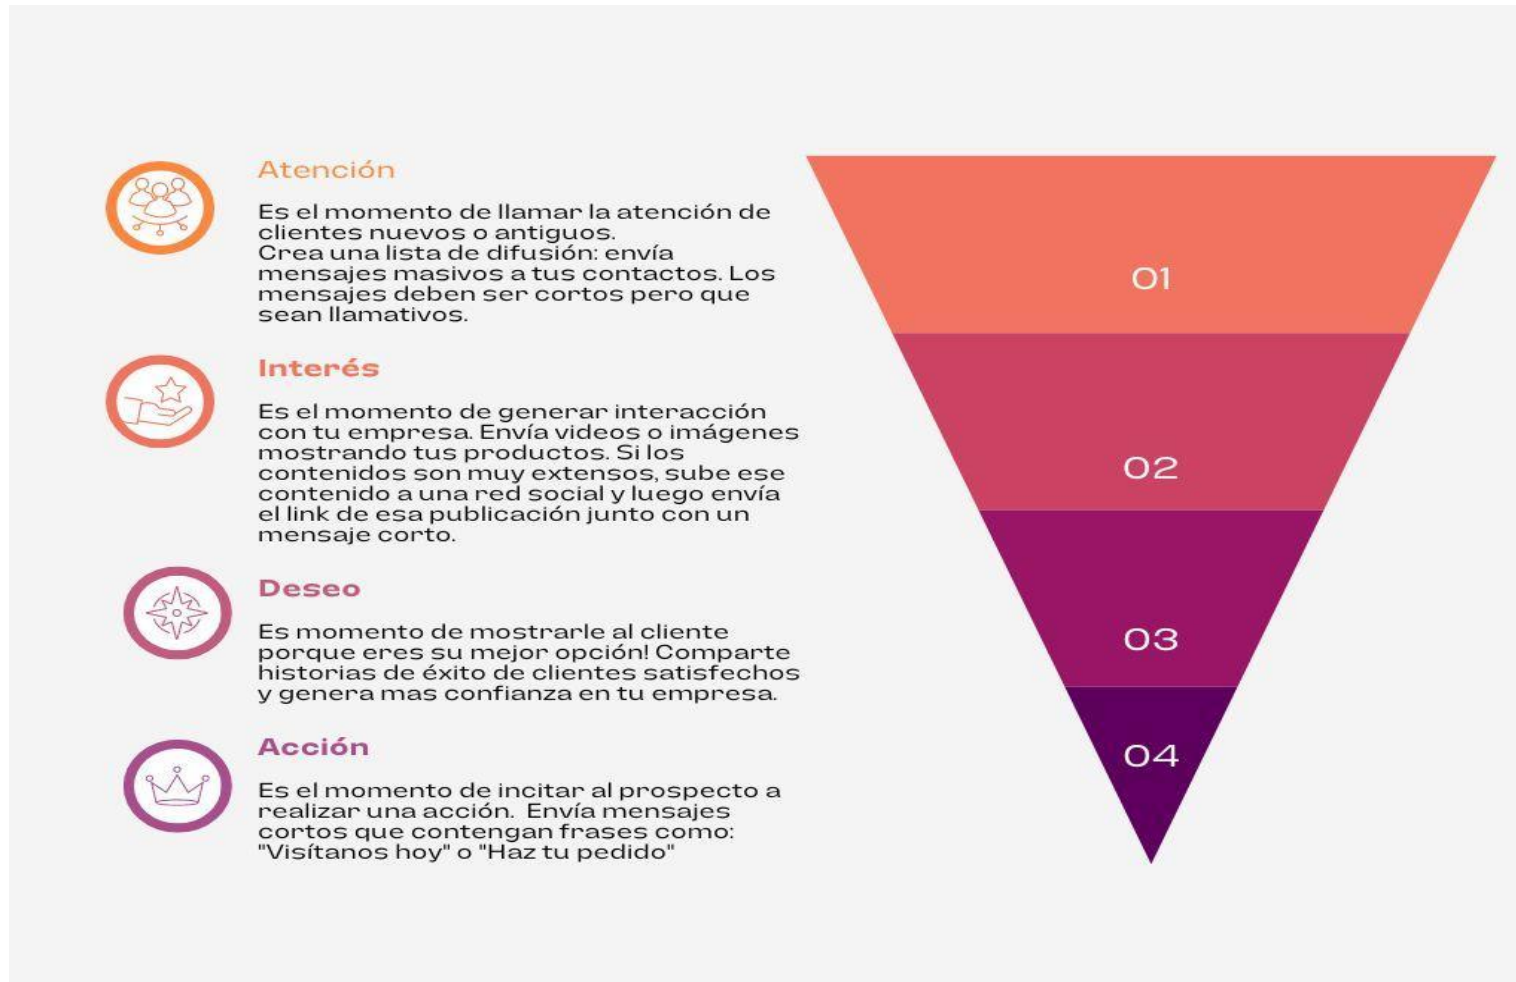 Atención
Es el momento de llamar la atención de
clientes nuevos o antiguos.
Crea una lista de difusión: envía
mensajes masivos a tus contactos. Los
mensajes deben ser cortos pero que
sean llamativos.
Interés
Es el momento de generar interacción
con tu empresa. Envía videos o imágenes
mostrando tus productos. Si los
contenidos son muy extensos, sube ese
contenido a una red social y luego envía
el link de esa publicación junto con un
mensaje corto.
Deseo
Es momento de mostrarle al cliente
porque eres su mejor opción! Comparte
historias de éxito de clientes satisfechos
y genera mas confianza en tu empresa.
Acción
Es el momento de incitar al prospecto a
realizar una acción.  Envía mensajes
cortos que contengan frases como:
"Visítanos hoy" o "Haz tu pedido"
01
02
03
04